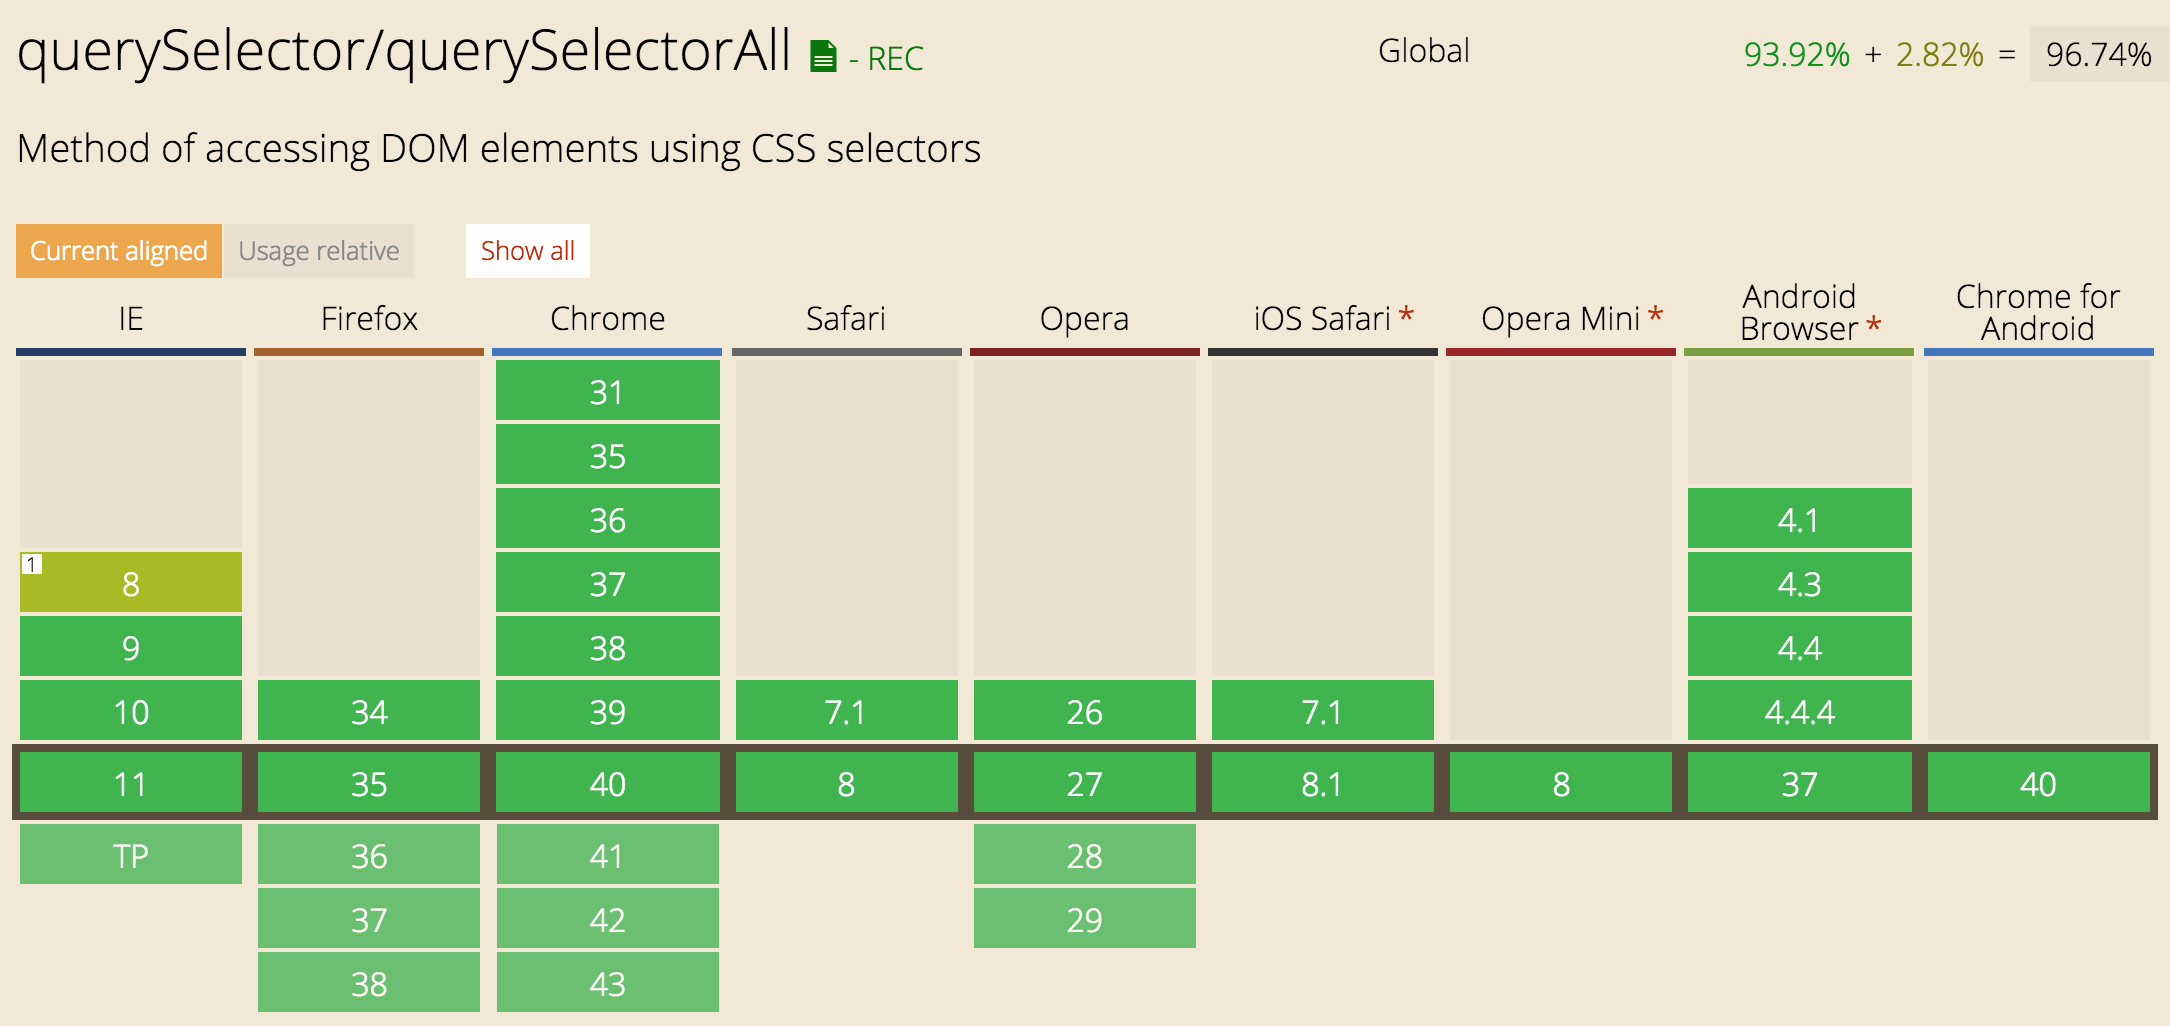 querySelector/querySelectorAll - REC Global 93.92% + 2.82% = 96.74%
Method of accessing DOM elements using CSS selectors
Current aligned Usage relative Show all
IE Firefox Chrome Safari Opera iOS Safari * Opera Mini * Android Browser * Chrome for Android
31
35
36 4.1
1 8 37 4.3
9 38 4.4
10 34 39 7.1 26 7.1 4.4.4
11 35 40 8 27 8.1 8 37 40
TP 36 41 28
37 42 29
38 43